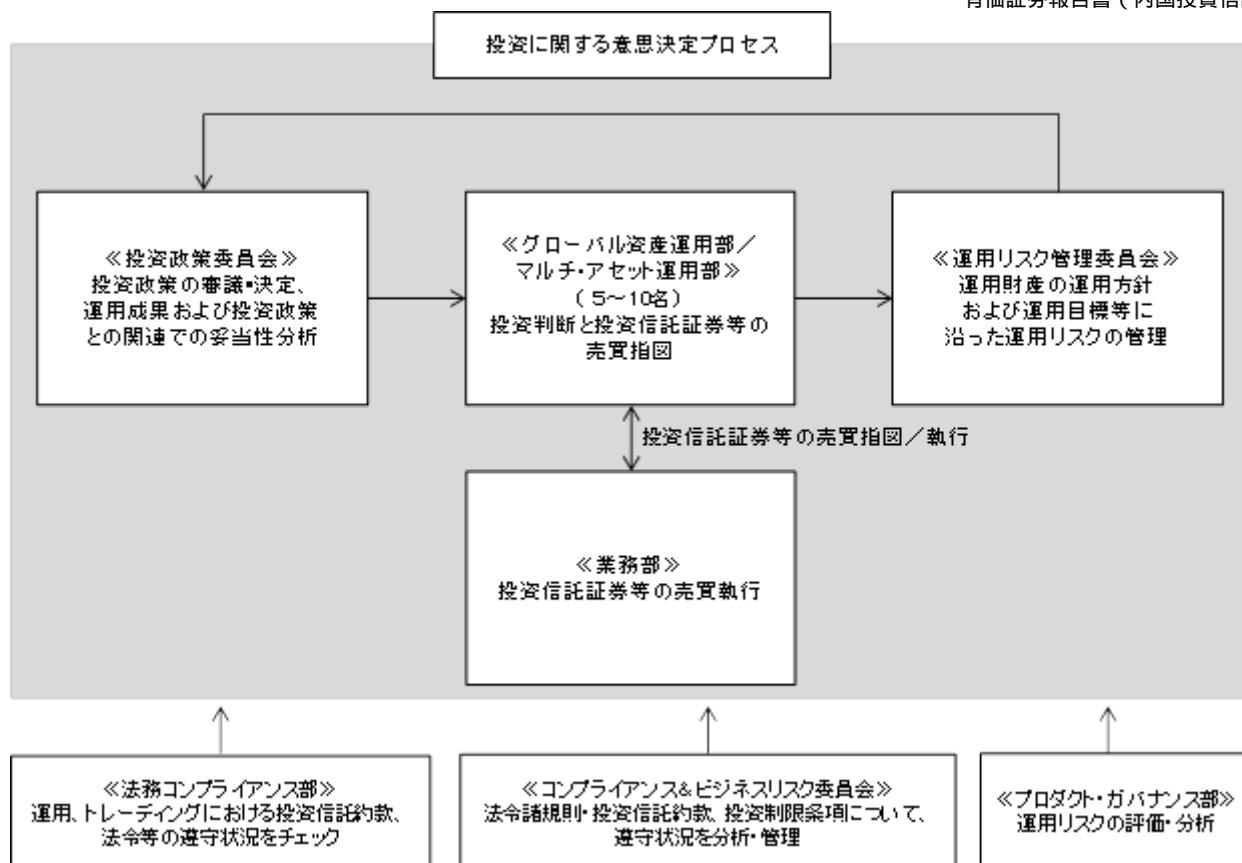 有価証券報告書（内国投資信
投資に関する意思決定プロセス
≪投資政策委員会≫
投資政策の審議・決定、
運用成果および投資政策
との関連での妥当性分析
≪グローバル資産運用部／
マルチ・アセット運用部≫
（5～10名）
投資判断と投資信託証券等の
売買指図
≪運用リスク管理委員会≫
運用財産の運用方針
および運用目標等に
沿った運用リスクの管理
投資信託証券等の売買指図／執行
≪業務部≫
投資信託証券等の売買執行
≪法務コンプライアンス部≫
運用、トレーディングにおける投資信託約款、
法令等の遵守状況をチェック
≪コンプライアンス&ビジネスリスク委員会≫
法令諸規則・投資信託約款、投資制限条項について、
遵守状況を分析・管理
≪プロダクト・ガバナンス部≫
運用リスクの評価・分析